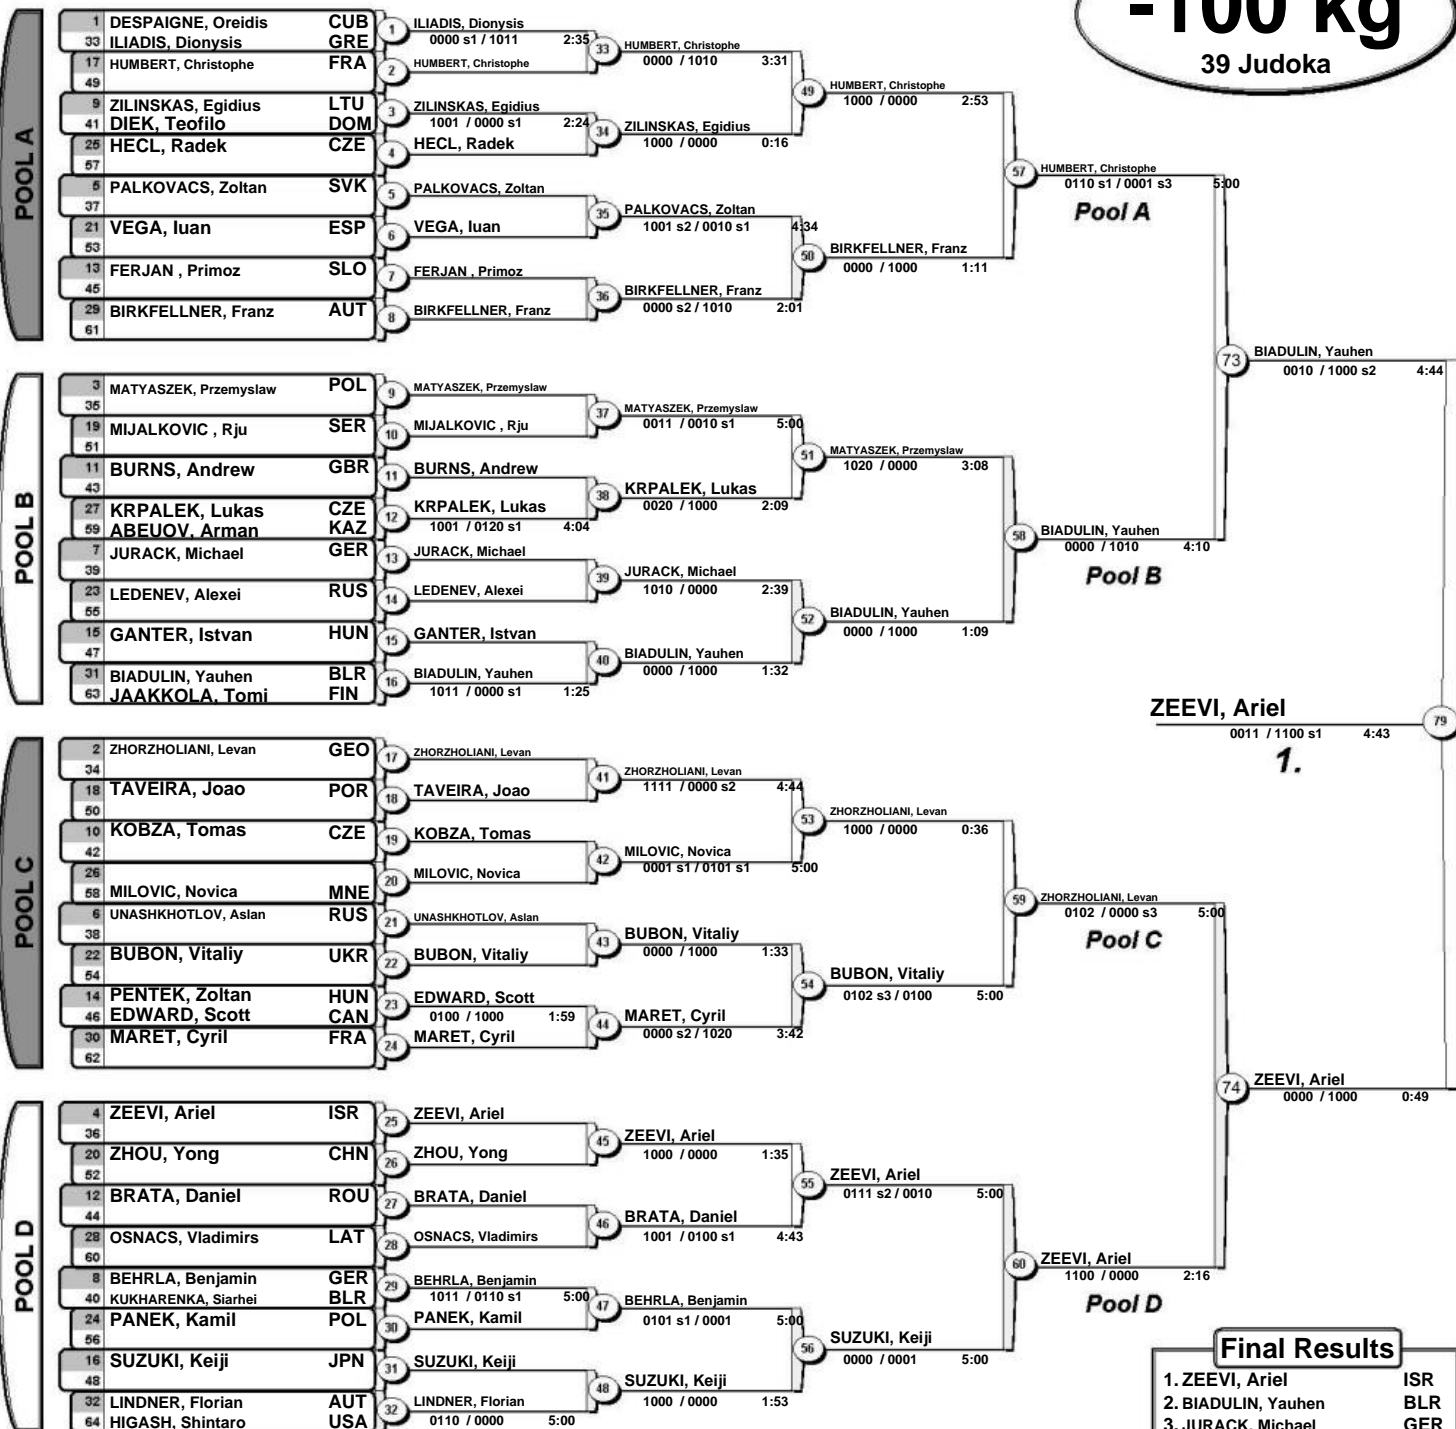 -100 kg
39 Judoka
POOL A
1 DESPAIGNE, Oreidis CUB
33 ILIADIS, Dionysis GRE
17 HUMBERT, Christophe FRA
49
9 ZILINSKAS, Egidius LTU
41 DIEK, Teofilo DOM
25 HECL, Radek CZE
57
5 PALKOVACS, Zoltan SVK
37
21 VEGA, Iuan ESP
53
13 FERJAN , Primoz SLO
45
29 BIRKFELLNER, Franz AUT
61
1 ILIADIS, Dionysis
0000 s1 / 1011 2:35
2 HUMBERT, Christophe
3 ZILINSKAS, Egidius
1001 / 0000 s1 2:24
4 HECL, Radek
5 PALKOVACS, Zoltan
6 VEGA, Iuan
7 FERJAN , Primoz
8 BIRKFELLNER, Franz
33 HUMBERT, Christophe
0000 / 1010 3:31
34 ZILINSKAS, Egidius
1000 / 0000 0:16
35 PALKOVACS, Zoltan
1001 s2 / 0010 s1 4:34
36 BIRKFELLNER, Franz
0000 s2 / 1010 2:01
49 HUMBERT, Christophe
1000 / 0000 2:53
50 BIRKFELLNER, Franz
0000 / 1000 1:11
57 HUMBERT, Christophe
0110 s1 / 0001 s3 5:00
Pool A
POOL B
3 MATYASZEK, Przemyslaw POL
35
19 MIJALKOVIC , Rju SER
51
11 BURNS, Andrew GBR
43
27 KRPALEK, Lukas CZE
59 ABEUOV, Arman KAZ
7 JURACK, Michael GER
39
23 LEDENEV, Alexei RUS
55
15 GANTER, Istvan HUN
47
31 BIADULIN, Yauhen BLR
63 JAAKKOLA, Tomi FIN
9 MATYASZEK, Przemyslaw
10 MIJALKOVIC , Rju
11 BURNS, Andrew
12 KRPALEK, Lukas
1001 / 0120 s1 4:04
13 JURACK, Michael
14 LEDENEV, Alexei
15 GANTER, Istvan
16 BIADULIN, Yauhen
1011 / 0000 s1 1:25
37 MATYASZEK, Przemyslaw
0011 / 0010 s1 5:00
38 KRPALEK, Lukas
0020 / 1000 2:09
39 JURACK, Michael
1010 / 0000 2:39
40 BIADULIN, Yauhen
0000 / 1000 1:32
51 MATYASZEK, Przemyslaw
1020 / 0000 3:08
52 BIADULIN, Yauhen
0000 / 1000 1:09
58 BIADULIN, Yauhen
0000 / 1010 4:10
Pool B
73 BIADULIN, Yauhen
0010 / 1000 s2 4:44
ZEEVI, Ariel 79
0011 / 1100 s1 4:43
1.
POOL C
2 ZHORZHOLIANI, Levan GEO
34
18 TAVEIRA, Joao POR
50
10 KOBZA, Tomas CZE
42
26
58 MILOVIC, Novica MNE
6 UNASHKHOTLOV, Aslan RUS
38
22 BUBON, Vitaliy UKR
54
14 PENTEK, Zoltan HUN
46 EDWARD, Scott CAN
30 MARET, Cyril FRA
62
17 ZHORZHOLIANI, Levan
18 TAVEIRA, Joao
19 KOBZA, Tomas
20 MILOVIC, Novica
21 UNASHKHOTLOV, Aslan
22 BUBON, Vitaliy
23 EDWARD, Scott
0100 / 1000 1:59
24 MARET, Cyril
41 ZHORZHOLIANI, Levan
1111 / 0000 s2 4:44
42 MILOVIC, Novica
0001 s1 / 0101 s1 5:00
43 BUBON, Vitaliy
0000 / 1000 1:33
44 MARET, Cyril
0000 s2 / 1020 3:42
53 ZHORZHOLIANI, Levan
1000 / 0000 0:36
54 BUBON, Vitaliy
0102 s3 / 0100 5:00
59 ZHORZHOLIANI, Levan
0102 / 0000 s3 5:00
Pool C
74 ZEEVI, Ariel
0000 / 1000 0:49
POOL D
4 ZEEVI, Ariel ISR
36
20 ZHOU, Yong CHN
52
12 BRATA, Daniel ROU
44
28 OSNACS, Vladimirs LAT
60
8 BEHRLA, Benjamin GER
40 KUKHARENKA, Siarhei BLR
24 PANEK, Kamil POL
56
16 SUZUKI, Keiji JPN
48
32 LINDNER, Florian AUT
64 HIGASH, Shintaro USA
25 ZEEVI, Ariel
26 ZHOU, Yong
27 BRATA, Daniel
28 OSNACS, Vladimirs
29 BEHRLA, Benjamin
1011 / 0110 s1 5:00
30 PANEK, Kamil
31 SUZUKI, Keiji
32 LINDNER, Florian
0110 / 0000 5:00
45 ZEEVI, Ariel
1000 / 0000 1:35
46 BRATA, Daniel
1001 / 0100 s1 4:43
47 BEHRLA, Benjamin
0101 s1 / 0001 5:00
48 SUZUKI, Keiji
1000 / 0000 1:53
55 ZEEVI, Ariel
0111 s2 / 0010 5:00
56 SUZUKI, Keiji
0000 / 0001 5:00
60 ZEEVI, Ariel
1100 / 0000 2:16
Pool D
Final Results
1. ZEEVI, Ariel ISR
2. BIADULIN, Yauhen BLR
3. JURACK, Michael GER